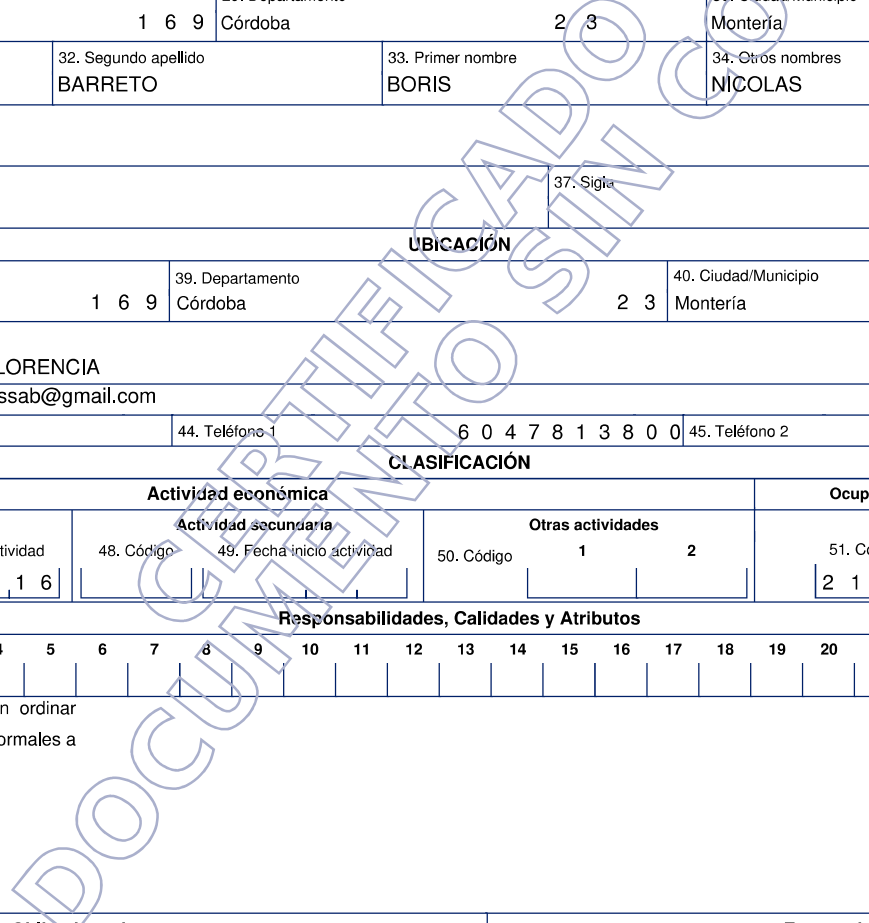 1 6 9 Córdoba 2 3 Montería
32. Segundo apellido 33. Primer nombre 34. Otros nombres
BARRETO BORIS NICOLAS
37. Sigla
UBICACIÓN
39. Departamento 40. Ciudad/Municipio
1 6 9 Córdoba 2 3 Montería
LORENCIA
ssab@gmail.com
44. Teléfono 1 6 0 4 7 8 1 3 8 0 0 45. Teléfono 2
CLASIFICACIÓN
Actividad económica Ocup
Actividad secundaria Otras actividades
tividad 48. Código 49. Fecha inicio actividad 50. Código 1 2 51. Có
1 6 2 1
Responsabilidades, Calidades y Atributos
5 6 7 8 9 10 11 12 13 14 15 16 17 18 19 20
n ordinar
ormales a
CERTIFICADO
DOCUMENTO SIN CO